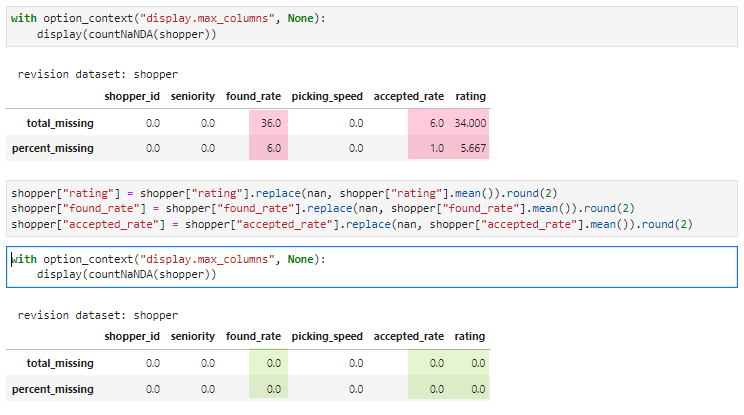 with option_context("display.max_columns", None):
display(countNaNDA(shopper))
revision dataset: shopper
shopper_id seniority found_rate picking_speed accepted_rate rating
total_missing 0.0 0.0 36.0 0.0 6.0 34.000
percent_missing 0.0 0.0 6.0 0.0 1.0 5.667
shopper["rating"] = shopper["rating"].replace(nan, shopper["rating"].mean()).round(2)
shopper["found_rate"] = shopper["found_rate"].replace(nan, shopper["found_rate"].mean()).round(2)
shopper["accepted_rate"] = shopper["accepted_rate"].replace(nan, shopper["accepted_rate"].mean()).round(2)
with option_context("display.max_columns", None):
display(countNaNDA(shopper))
revision dataset: shopper
shopper_id seniority found_rate picking_speed accepted_rate rating
total_missing 0.0 0.0 0.0 0.0 0.0 0.0
percent_missing 0.0 0.0 0.0 0.0 0.0 0.0